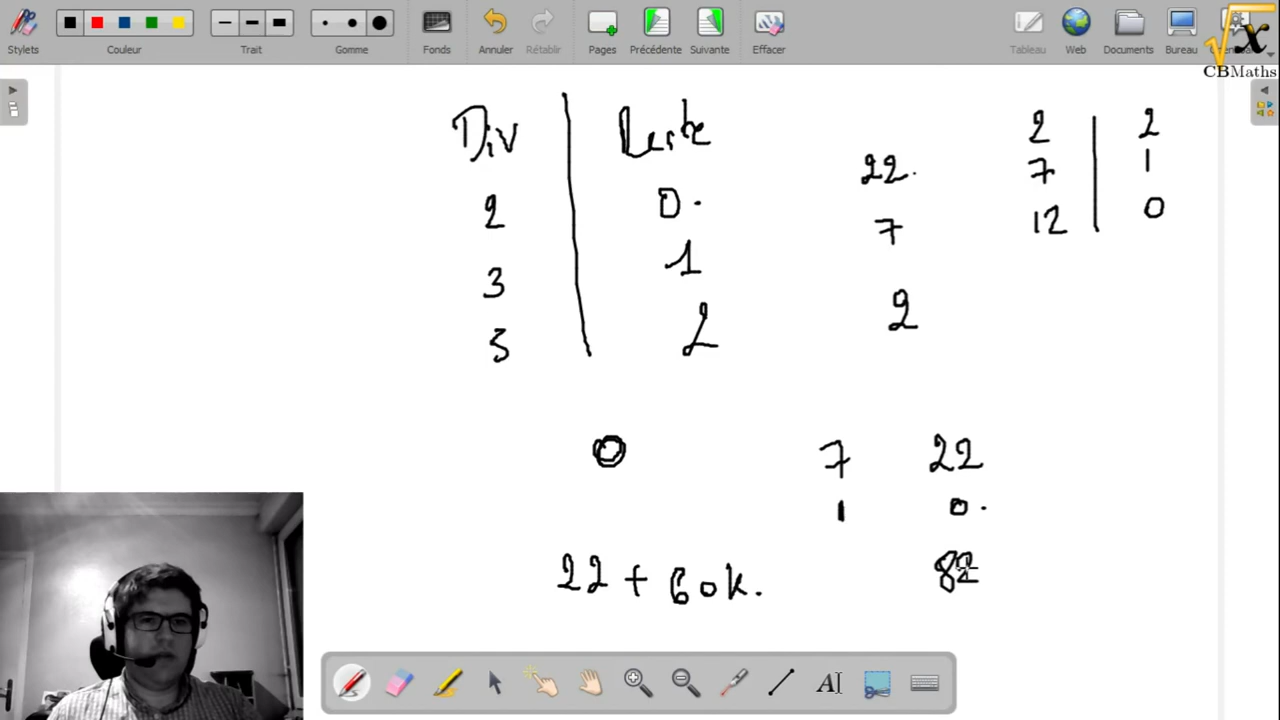 Stylets Couleur Trait Gomme Fonds Annuler Rétablir Pages Précédente Suivante Effacer Tableau Web Documents Bureau
√x
CBMaths
Div Reste 2 2
22. 7 1
2 0. 12 0
7
3 1
2
5 2
0 7 22
1 0.
22 + 60k. 82
AI